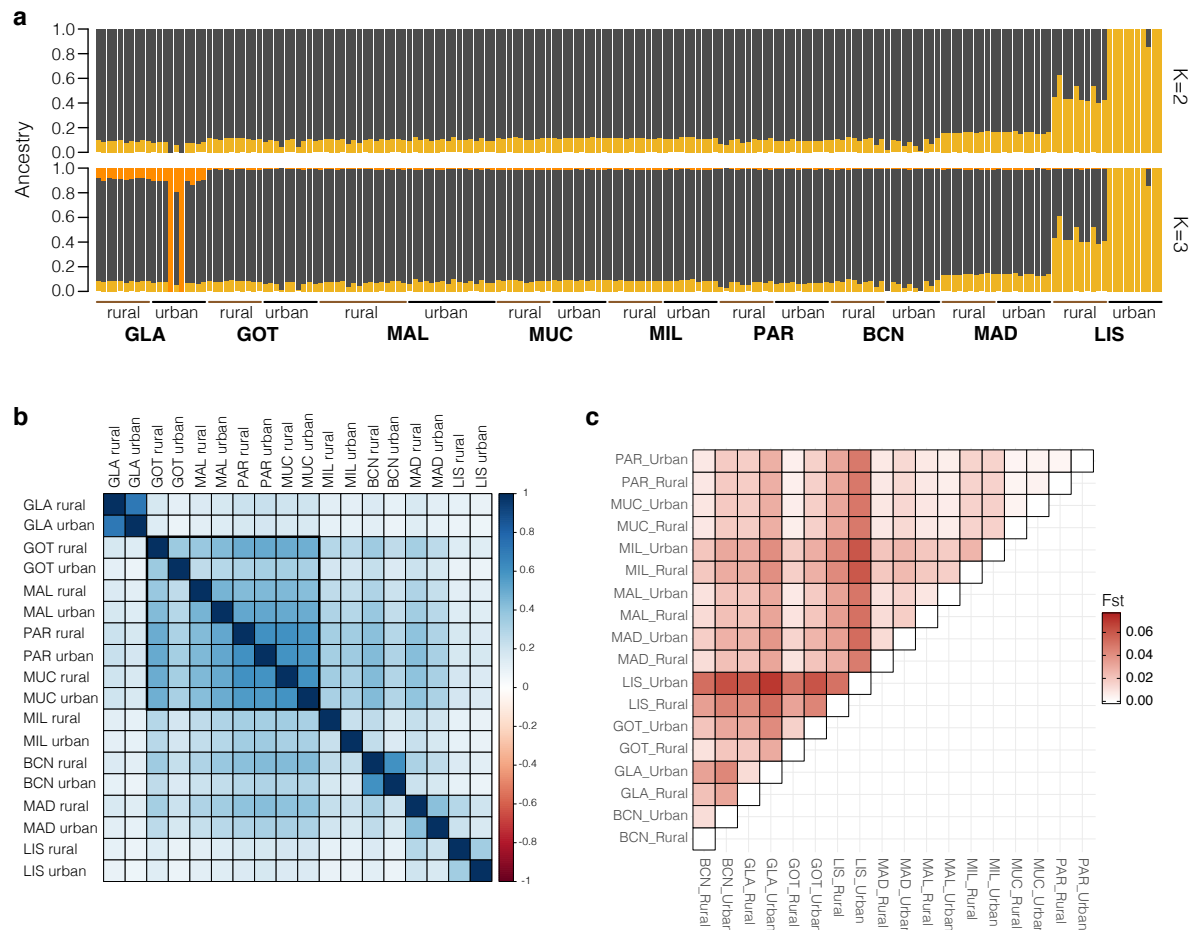 a
1.0
0.8
0.6
0.4
0.2
0.0
K=2
Ancestry
1.0
0.8
0.6
0.4
0.2
0.0
K=3
rural urban rural urban rural urban rural urban rural urban rural urban rural urban rural urban rural urban
GLA GOT MAL MUC MIL PAR BCN MAD LIS
b
GLA rural
GLA urban
GOT rural
GOT urban
MAL rural
MAL urban
PAR rural
PAR urban
MUC rural
MUC urban
MIL rural
MIL urban
BCN rural
BCN urban
MAD rural
MAD urban
LIS rural
LIS urban
GLA rural
GLA urban
GOT rural
GOT urban
MAL rural
MAL urban
PAR rural
PAR urban
MUC rural
MUC urban
MIL rural
MIL urban
BCN rural
BCN urban
MAD rural
MAD urban
LIS rural
LIS urban
1
0.8
0.6
0.4
0.2
0
-0.2
-0.4
-0.6
-0.8
-1
c
PAR_Urban
PAR_Rural
MUC_Urban
MUC_Rural
MIL_Urban
MIL_Rural
MAL_Urban
MAL_Rural
MAD_Urban
MAD_Rural
LIS_Urban
LIS_Rural
GOT_Urban
GOT_Rural
GLA_Urban
GLA_Rural
BCN_Urban
BCN_Rural
BCN_Rural
BCN_Urban
GLA_Rural
GLA_Urban
GOT_Rural
GOT_Urban
LIS_Rural
LIS_Urban
MAD_Rural
MAD_Urban
MAL_Rural
MAL_Urban
MIL_Rural
MIL_Urban
MUC_Rural
MUC_Urban
PAR_Rural
PAR_Urban
Fst
0.06
0.04
0.02
0.00